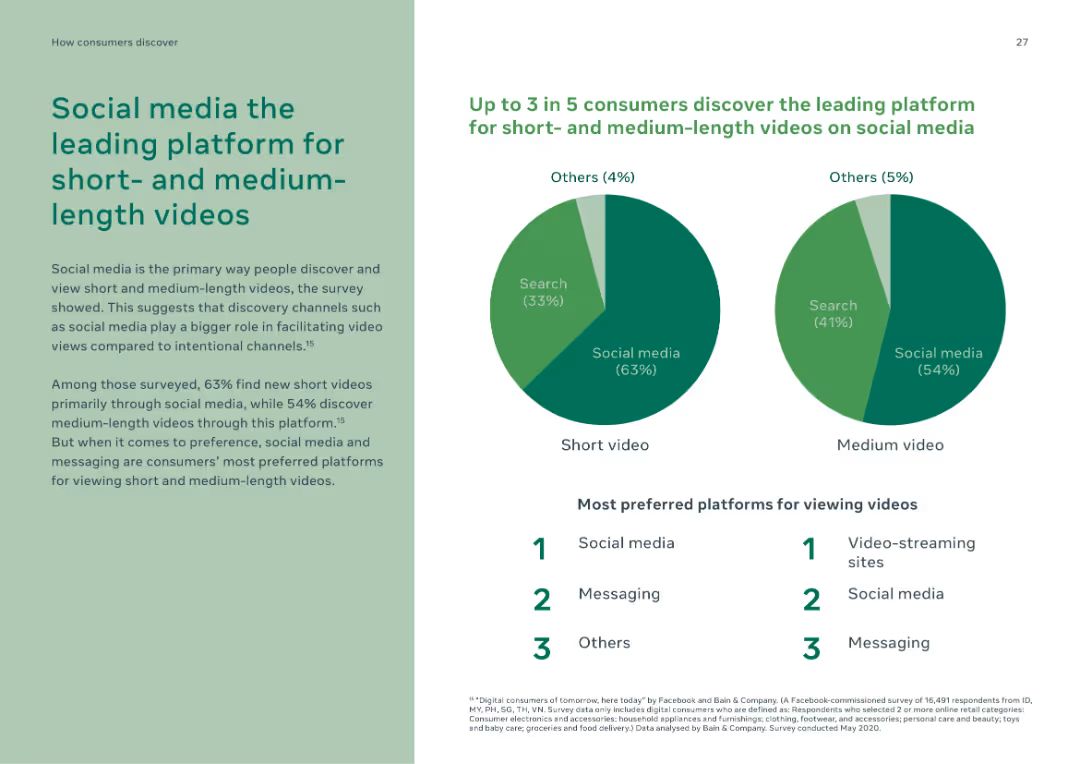 How consumers discover
27
Social media the
leading platform for
short- and medium-
length videos
Social media is the primary way people discover and
view short and medium-length videos, the survey
showed. This suggests that discovery channels such
as social media play a bigger role in facilitating video
views compared to intentional channels.¹⁵
Among those surveyed, 63% find new short videos
primarily through social media, while 54% discover
medium-length videos through this platform.¹⁵
But when it comes to preference, social media and
messaging are consumers’ most preferred platforms
for viewing short and medium-length videos.
Up to 3 in 5 consumers discover the leading platform
for short- and medium-length videos on social media
Others (4%)
Search
(33%)
Social media
(63%)
Short video
Others (5%)
Search
(41%)
Social media
(54%)
Medium video
Most preferred platforms for viewing videos
1 Social media
2 Messaging
3 Others
1 Video-streaming
sites
2 Social media
3 Messaging
¹⁵ "Digital consumers of tomorrow, here today" by Facebook and Bain & Company. (A Facebook-commissioned survey of 16,491 respondents from ID,
MY, PH, SG, TH, VN. Survey data only includes digital consumers who are defined as: Respondents who selected 2 or more online retail categories:
Consumer electronics and accessories; household appliances and furnishings; clothing, footwear, and accessories; personal care and beauty; toys
and baby care; groceries and food delivery.) Data analysed by Bain & Company. Survey conducted May 2020.